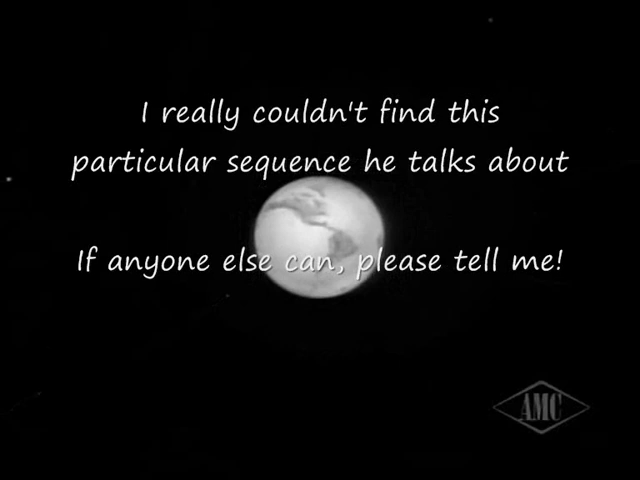 I really couldn't find this
particular sequence he talks about
If anyone else can, please tell me!
AMC